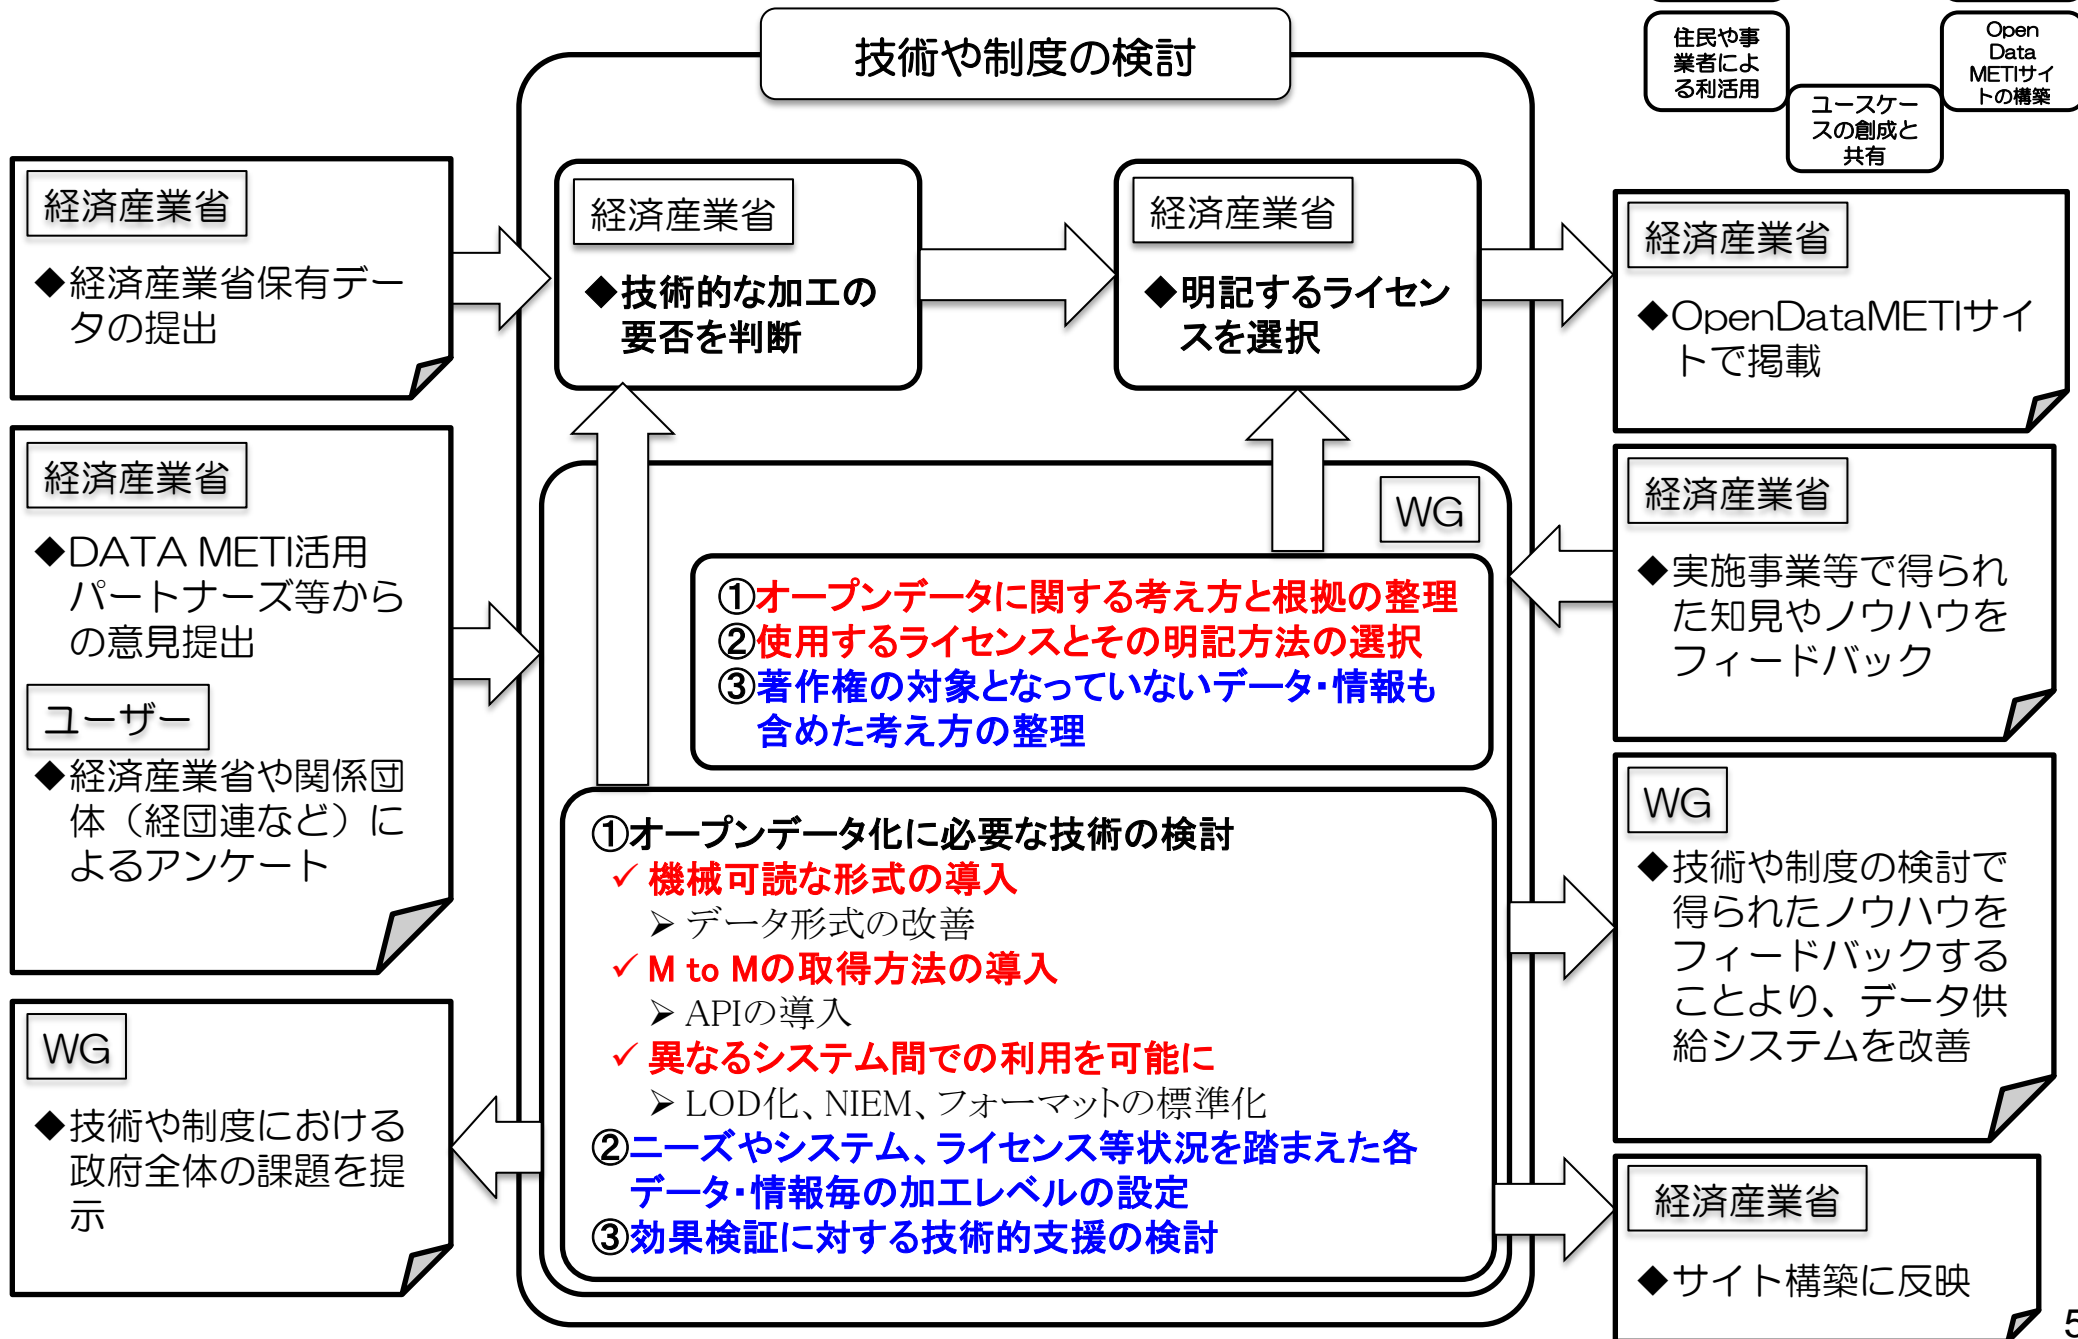 技術や制度の検討
住民や事
業者によ
る利活用
Open
Data
METIサイ
トの構築
ユースケー
スの創成と
共有
経済産業省
◆経済産業省保有デー
タの提出
経済産業省
◆技術的な加工の
要否を判断
経済産業省
◆明記するライセン
スを選択
経済産業省
◆OpenDataMETIサイ
トで掲載
経済産業省
◆DATA METI活用
パートナーズ等から
の意見提出
ユーザー
◆経済産業省や関係団
体（経団連など）に
よるアンケート
WG
①オープンデータに関する考え方と根拠の整理
②使用するライセンスとその明記方法の選択
③著作権の対象となっていないデータ・情報も
含めた考え方の整理
経済産業省
◆実施事業等で得られ
た知見やノウハウを
フィードバック
①オープンデータ化に必要な技術の検討
✓ 機械可読な形式の導入
➢ データ形式の改善
✓ M to Mの取得方法の導入
➢ APIの導入
✓ 異なるシステム間での利用を可能に
➢ LOD化、NIEM、フォーマットの標準化
②ニーズやシステム、ライセンス等状況を踏まえた各
データ・情報毎の加工レベルの設定
③効果検証に対する技術的支援の検討
WG
◆技術や制度の検討で
得られたノウハウを
フィードバックする
ことより、データ供
給システムを改善
WG
◆技術や制度における
政府全体の課題を提
示
経済産業省
◆サイト構築に反映
5